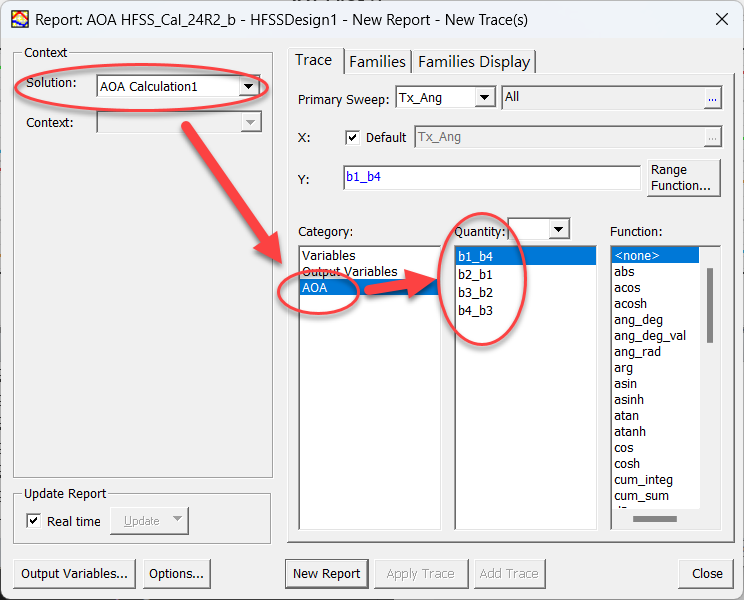 Report: AOA HFSS_Cal_24R2_b - HFSSDesign1 - New Report - New Trace(s)
Context
Solution:
AOA Calculation1
Context:
Update Report
Real time
Update
Output Variables...
Options...
Trace
Families
Families Display
Primary Sweep:
Tx_Ang
All
...
X:
Default
Tx_Ang
...
Y:
b1_b4
Range
Function...
Category:
Variables
Output Variables
AOA
Quantity:
b1_b4
b2_b1
b3_b2
b4_b3
Function:
<none>
abs
acos
acosh
ang_deg
ang_deg_val
ang_rad
arg
asin
asinh
atan
atanh
cos
cosh
cum_integ
cum_sum
New Report
Apply Trace
Add Trace
Close